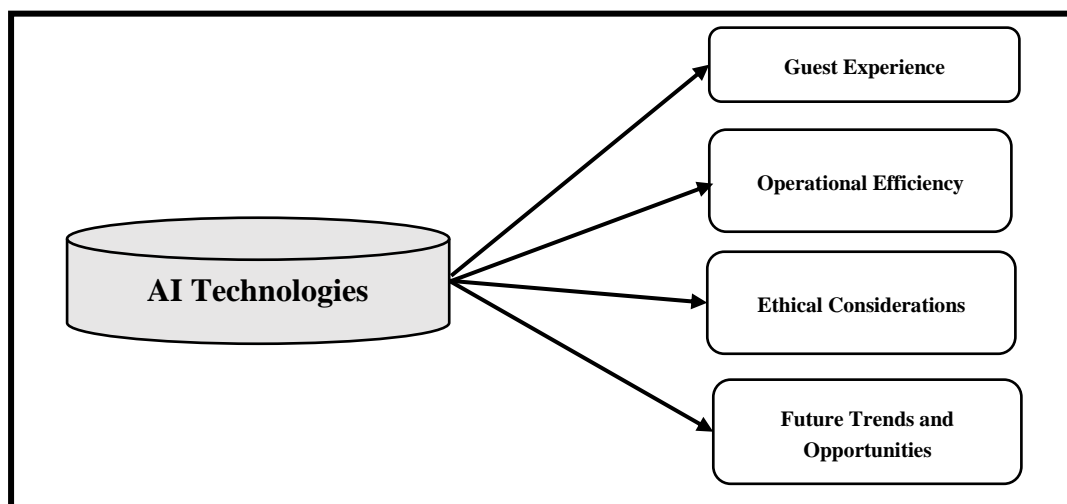 Guest Experience
Operational Efficiency
AI Technologies
Ethical Considerations
Future Trends and
Opportunities